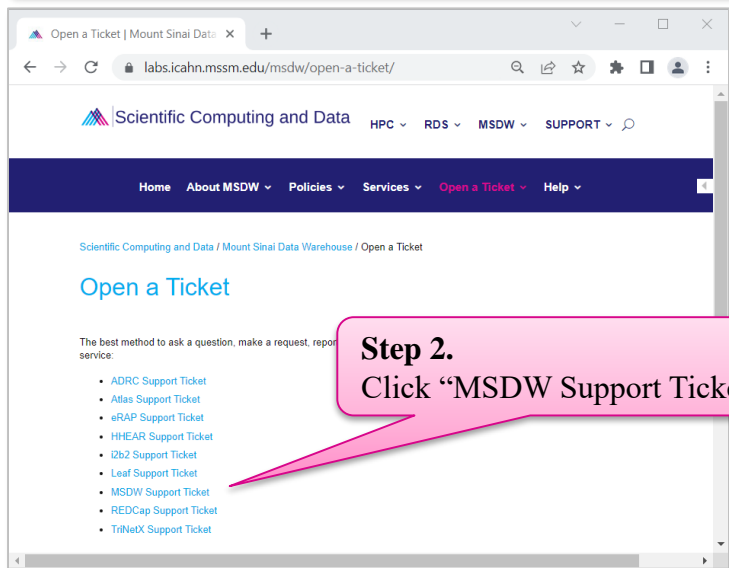 Open a Ticket | Mount Sinai Data
labs.icahn.mssm.edu/msdw/open-a-ticket/
Scientific Computing and Data HPC RDS MSDW SUPPORT
Home About MSDW Policies Services Open a Ticket Help
Scientific Computing and Data / Mount Sinai Data Warehouse / Open a Ticket
Open a Ticket
The best method to ask a question, make a request,
service:
Step 2.
Click “MSDW Support
• ADRC Support Ticket
• Atlas Support Ticket
• eRAP Support Ticket
• HHEAR Support Ticket
• i2b2 Support Ticket
• Leaf Support Ticket
• MSDW Support Ticket
• REDCap Support Ticket
• TriNetX Support Ticket